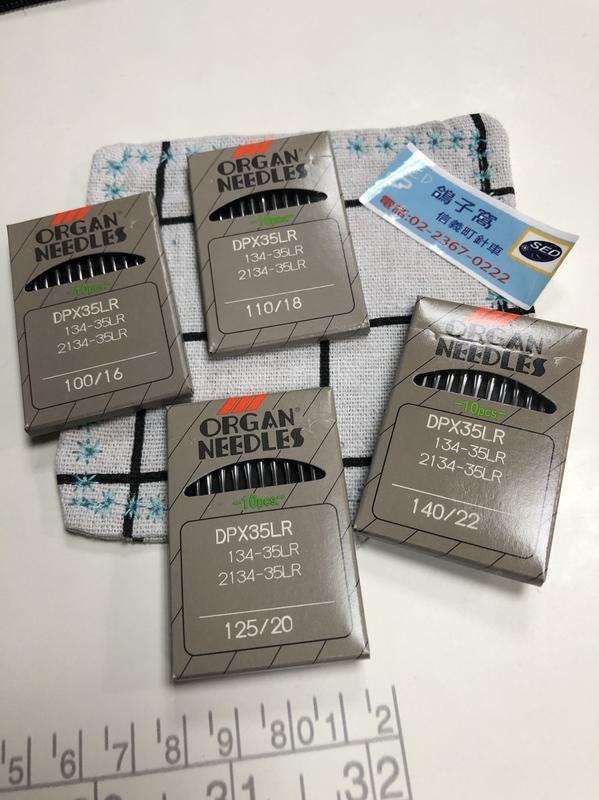 ORGAN®
NEEDLES
-10pcs-
DPX35LR
134-35LR
2134-35LR
110/18
ORGAN®
NEEDLES
-10pcs-
DPX35LR
134-35LR
2134-35LR
100/16
SED
鴿子窩
信義町針車
電話:02-2367-0222
SED
ORGAN
NEEDLES
-10pcs-
DPX35LR
134-35LR
2134-35LR
140/22
ORGAN®
NEEDLES
-10pcs-
DPX35LR
134-35LR
2134-35LR
125/20